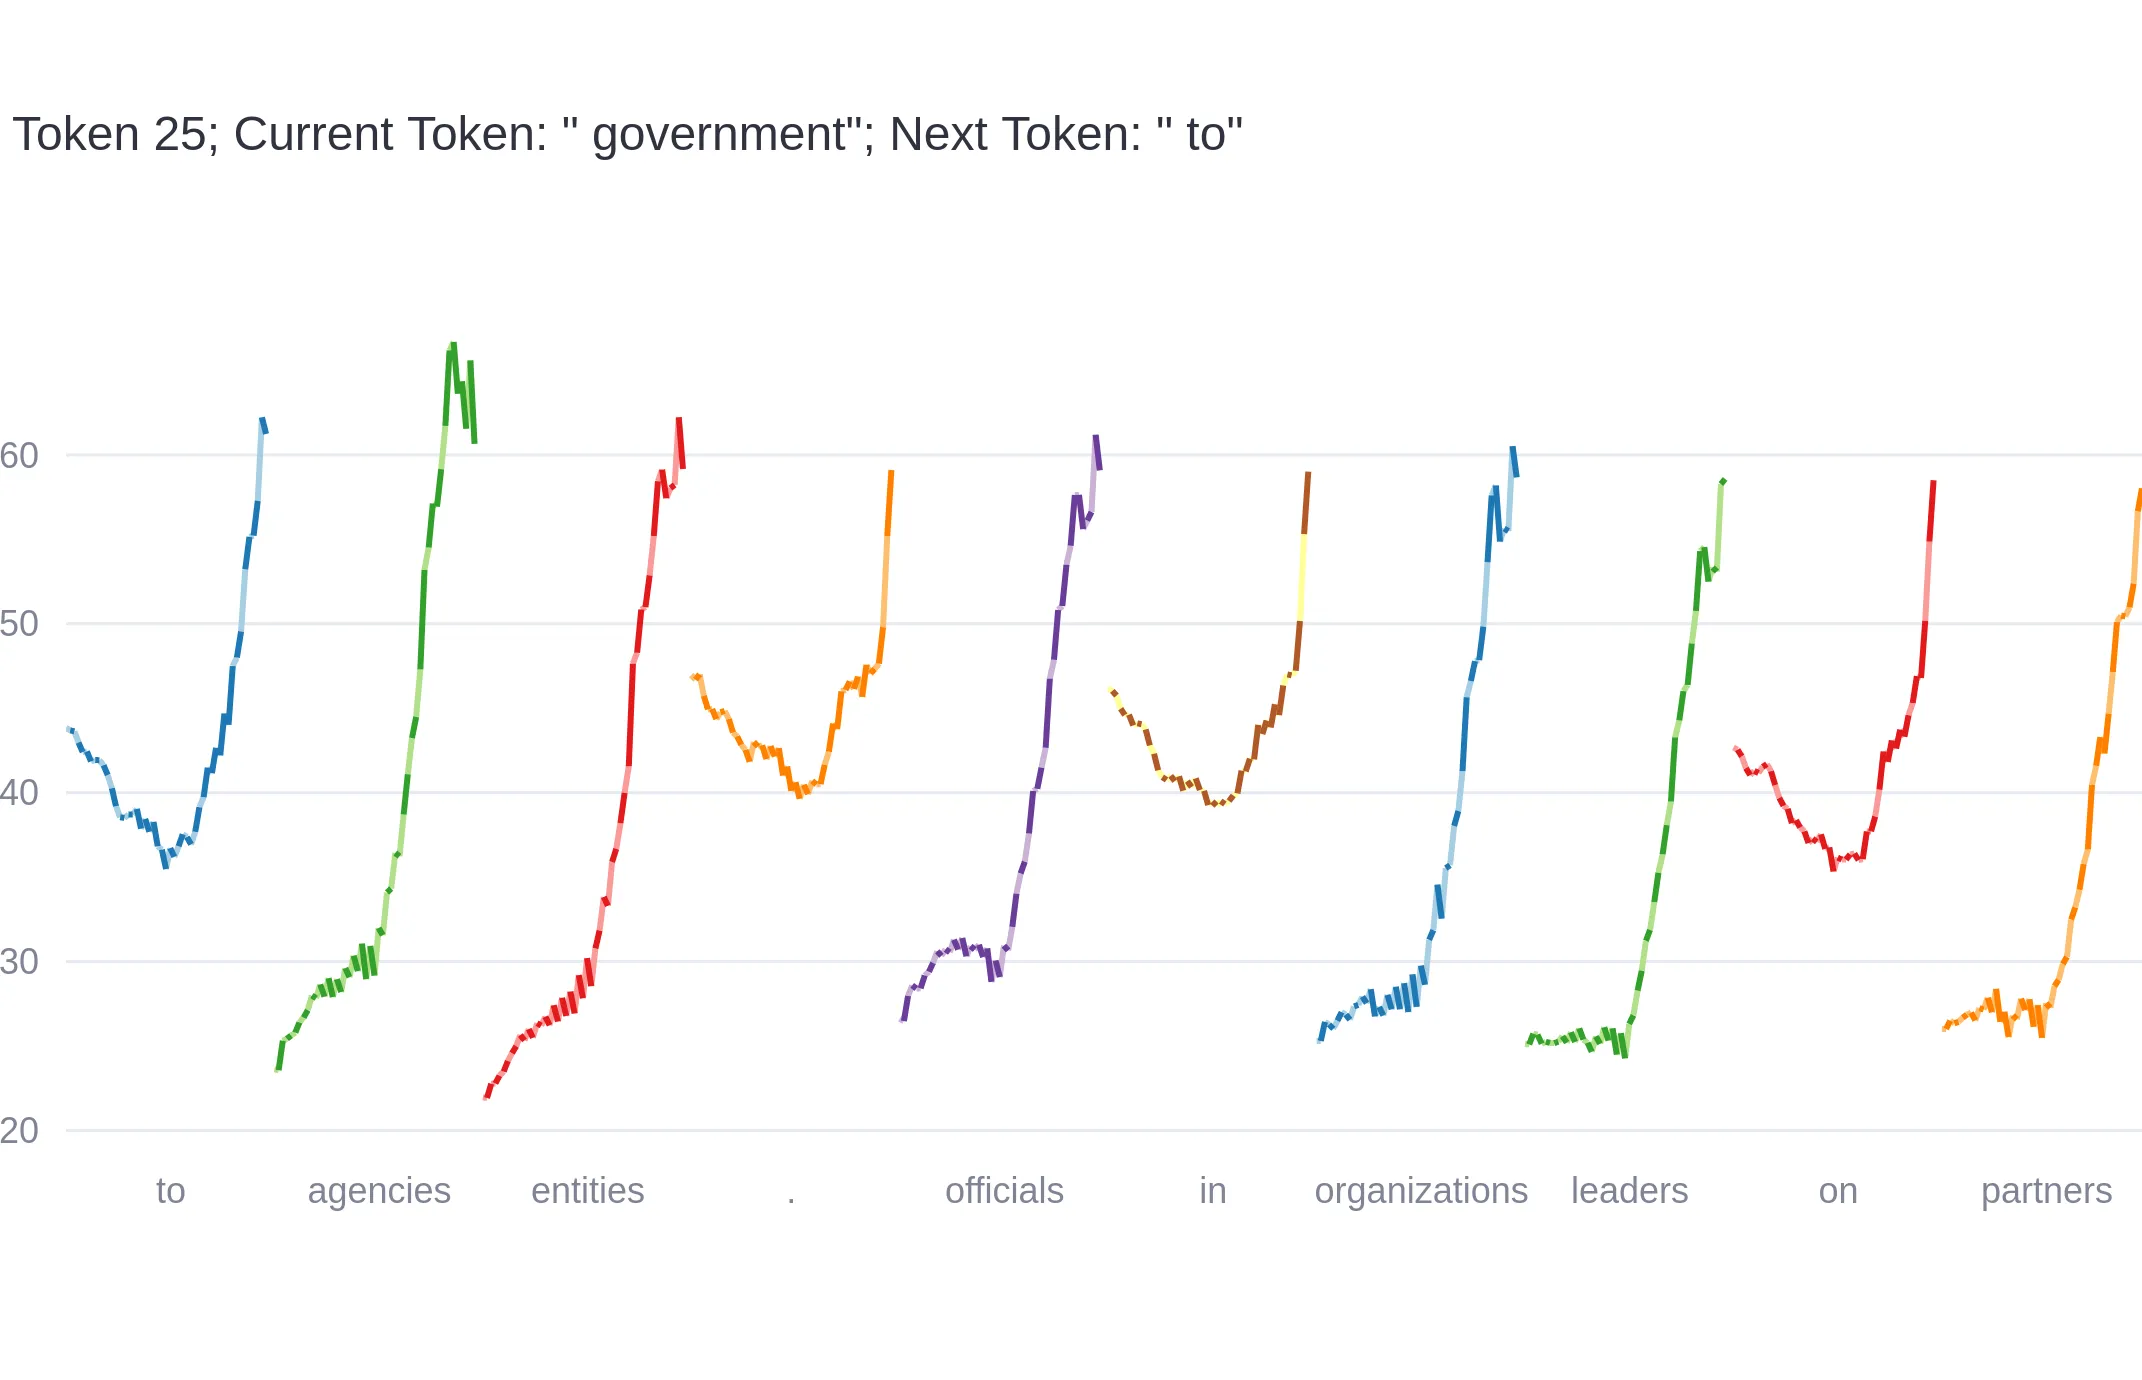 Token 25; Current Token: " government"; Next Token: " to"
60
50
40
30
20
to agencies entities . officials in organizations leaders on partners